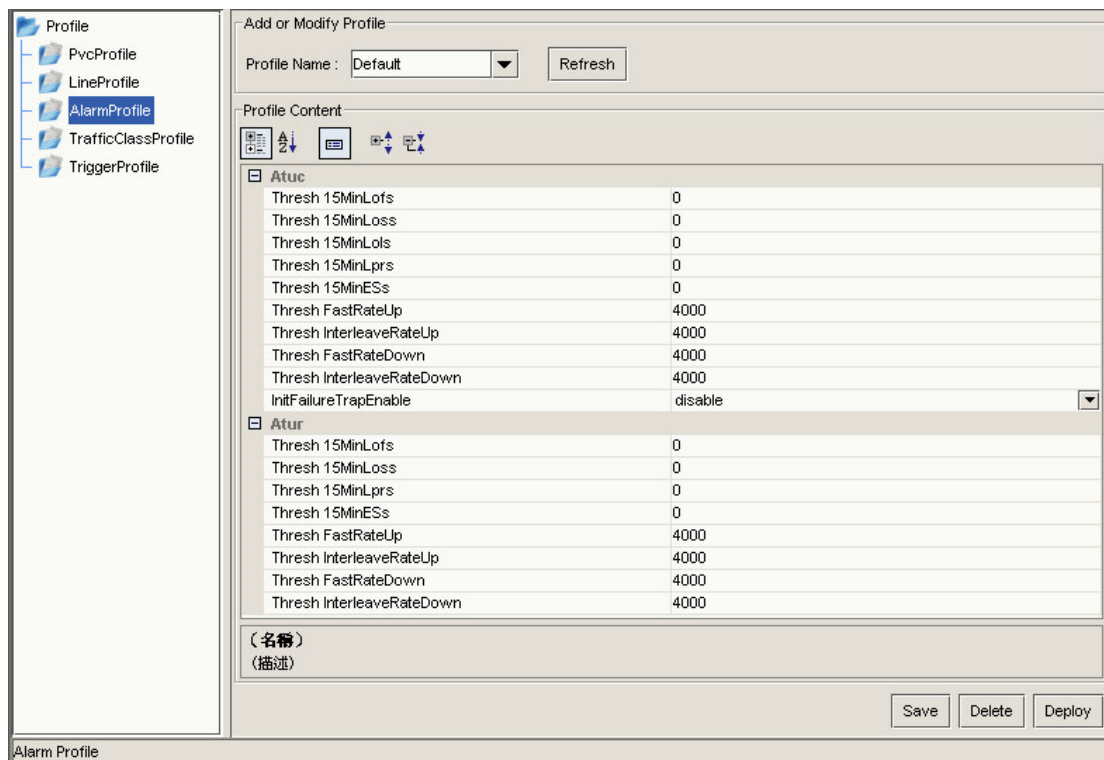 Profile
PvcProfile
LineProfile
AlarmProfile
TrafficClassProfile
TriggerProfile
Add or Modify Profile
Profile Name : Default Refresh
Profile Content
Atuc
Thresh 15MinLofs 0
Thresh 15MinLoss 0
Thresh 15MinLols 0
Thresh 15MinLprs 0
Thresh 15MinESs 0
Thresh FastRateUp 4000
Thresh InterleaveRateUp 4000
Thresh FastRateDown 4000
Thresh InterleaveRateDown 4000
InitFailureTrapEnable disable
Atur
Thresh 15MinLofs 0
Thresh 15MinLoss 0
Thresh 15MinLprs 0
Thresh 15MinESs 0
Thresh FastRateUp 4000
Thresh InterleaveRateUp 4000
Thresh FastRateDown 4000
Thresh InterleaveRateDown 4000
(名稱)
(描述)
Save Delete Deploy
Alarm Profile